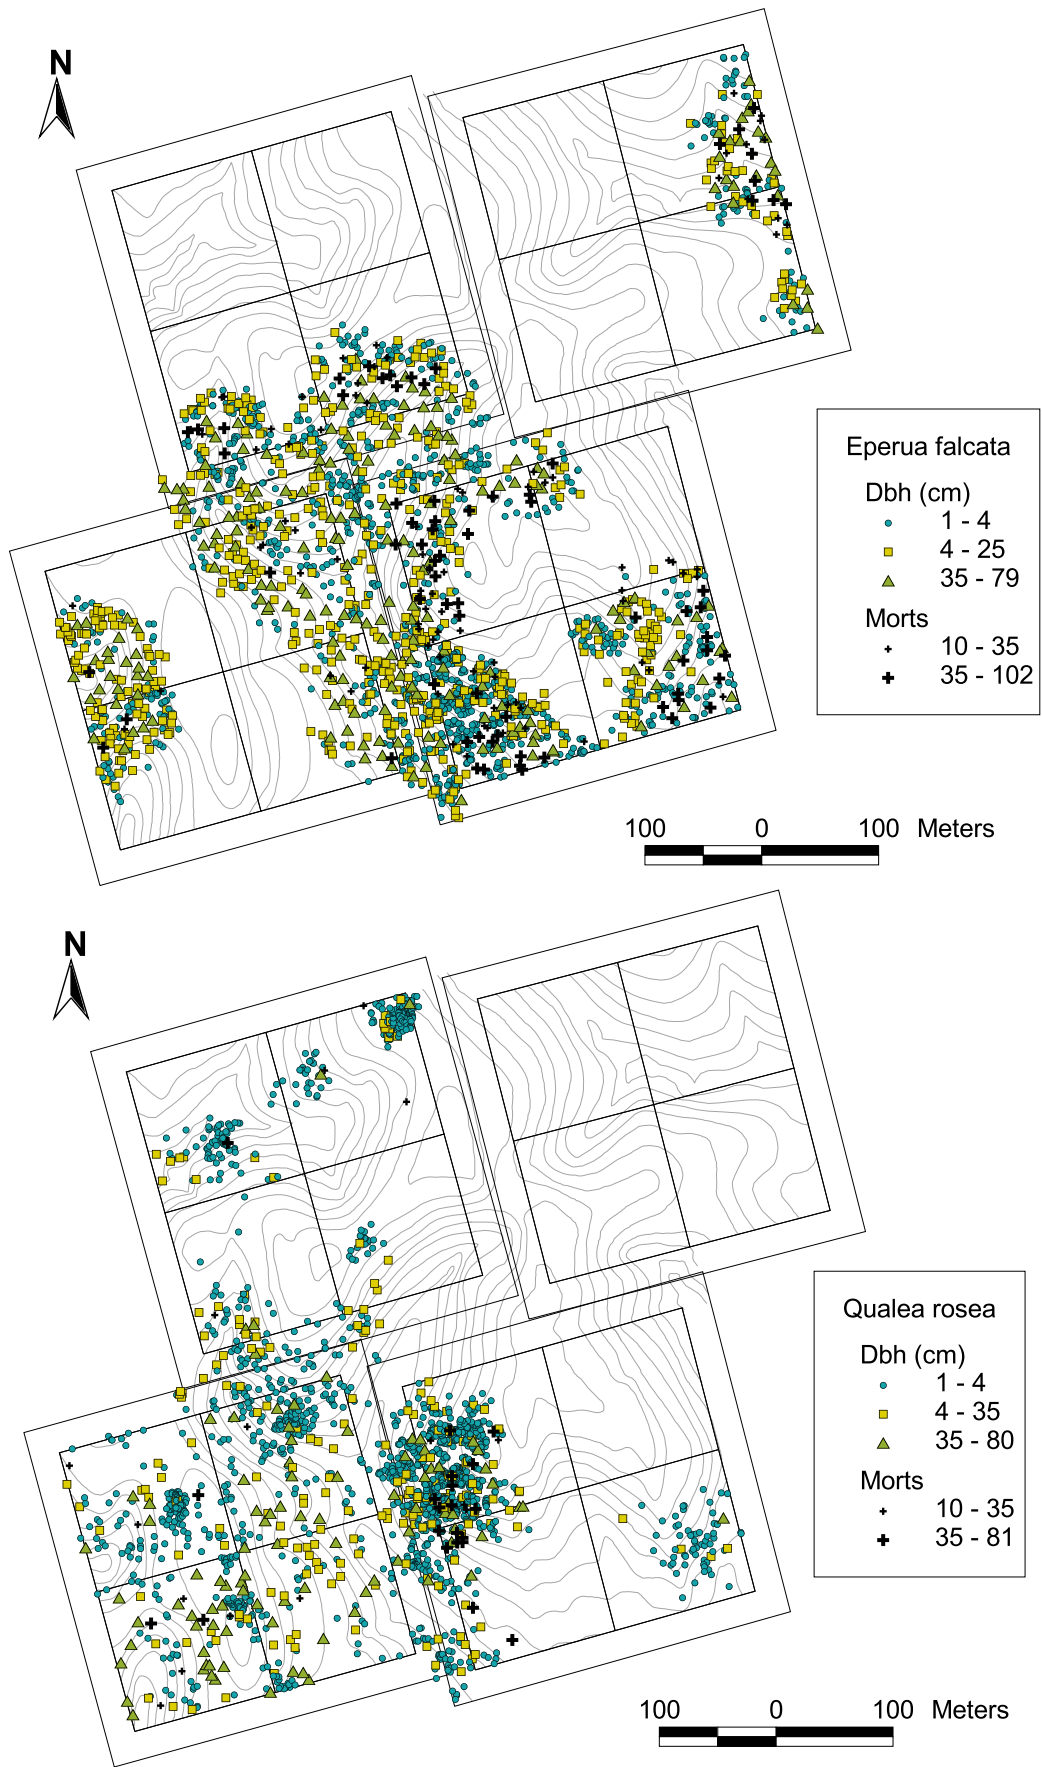 N
Eperua falcata
Dbh (cm)
1 - 4
4 - 25
35 - 79
Morts
10 - 35
35 - 102
100 0 100 Meters
N
Qualea rosea
Dbh (cm)
1 - 4
4 - 35
35 - 80
Morts
10 - 35
35 - 81
100 0 100 Meters